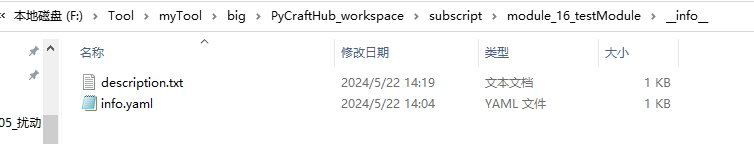 « 本地磁盘 (F:) > Tool > myTool > big > PyCraftHub_workspace > subscript > module_16_testModule > __info__
名称 修改日期 类型 大小
description.txt 2024/5/22 14:19 文本文档 1 KB
info.yaml 2024/5/22 14:04 YAML 文件 1 KB
05_扰动